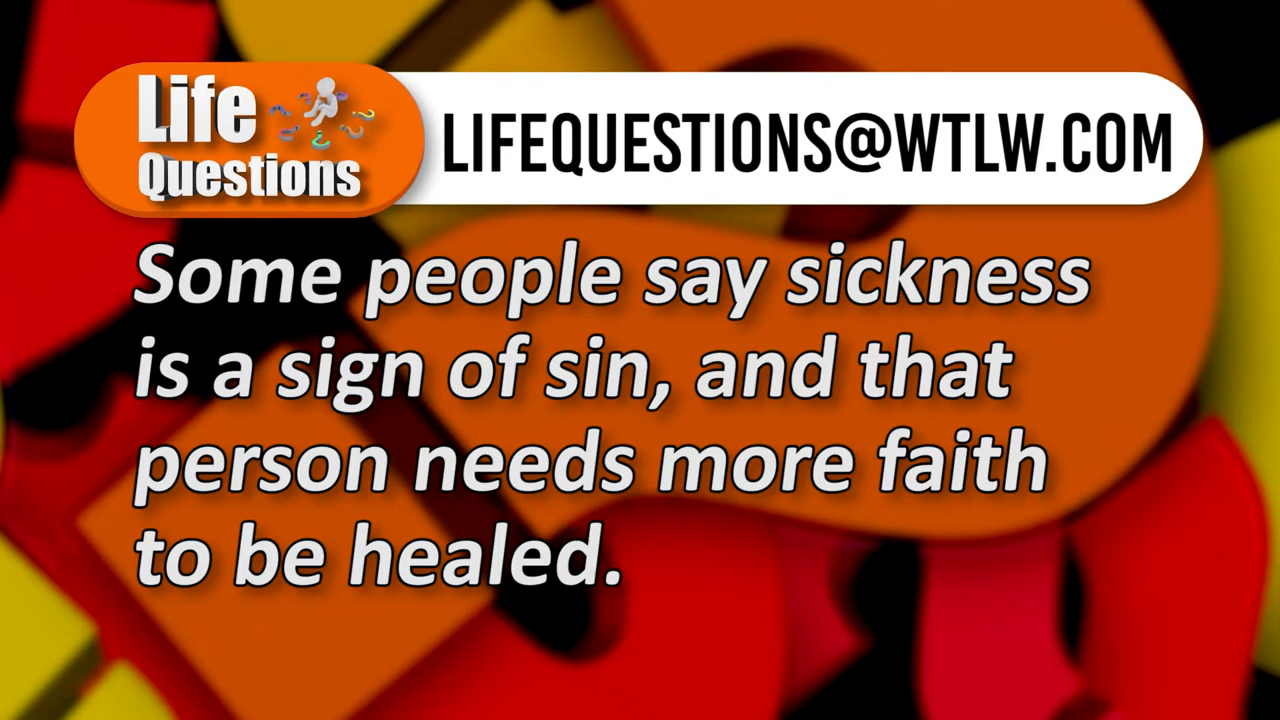 Life
Questions
LIFEQUESTIONS@WTLW.COM
Some people say sickness
is a sign of sin, and that
person needs more faith
to be healed.